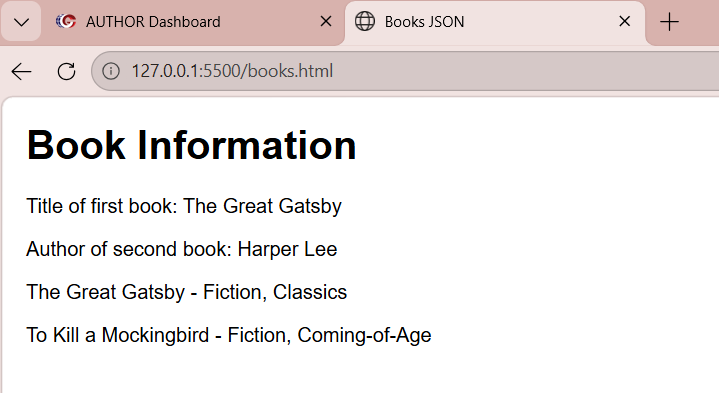 AUTHOR Dashboard
Books JSON
127.0.0.1:5500/books.html
Book Information
Title of first book: The Great Gatsby
Author of second book: Harper Lee
The Great Gatsby - Fiction, Classics
To Kill a Mockingbird - Fiction, Coming-of-Age